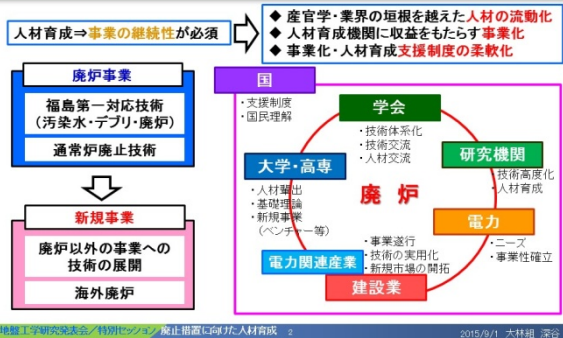 人材育成⇒事業の継続性が必須
◆ 産官学・業界の垣根を越えた人材の流動化
◆ 人材育成機関に収益をもたらす事業化
◆ 事業化・人材育成支援制度の柔軟化
廃炉事業
福島第一対応技術
(汚染水・デブリ・廃炉)
通常炉廃止技術
新規事業
廃炉以外の事業への
技術の展開
海外廃炉
国
・支援制度
・国民理解
学会
・技術体系化
・技術交流
・人材交流
大学・高専
・人材輩出
・基礎理論
・新規事業
(ベンチャー等)
廃 炉
研究機関
・技術高度化
・人材育成
電力
・ニーズ
・事業性確立
電力関連産業
・事業遂行
・技術の実用化
・新規市場の開拓
建設業
地盤工学研究発表会/特別セッション 廃止措置に向けた人材育成 2
2015/9/1 大林組 深谷